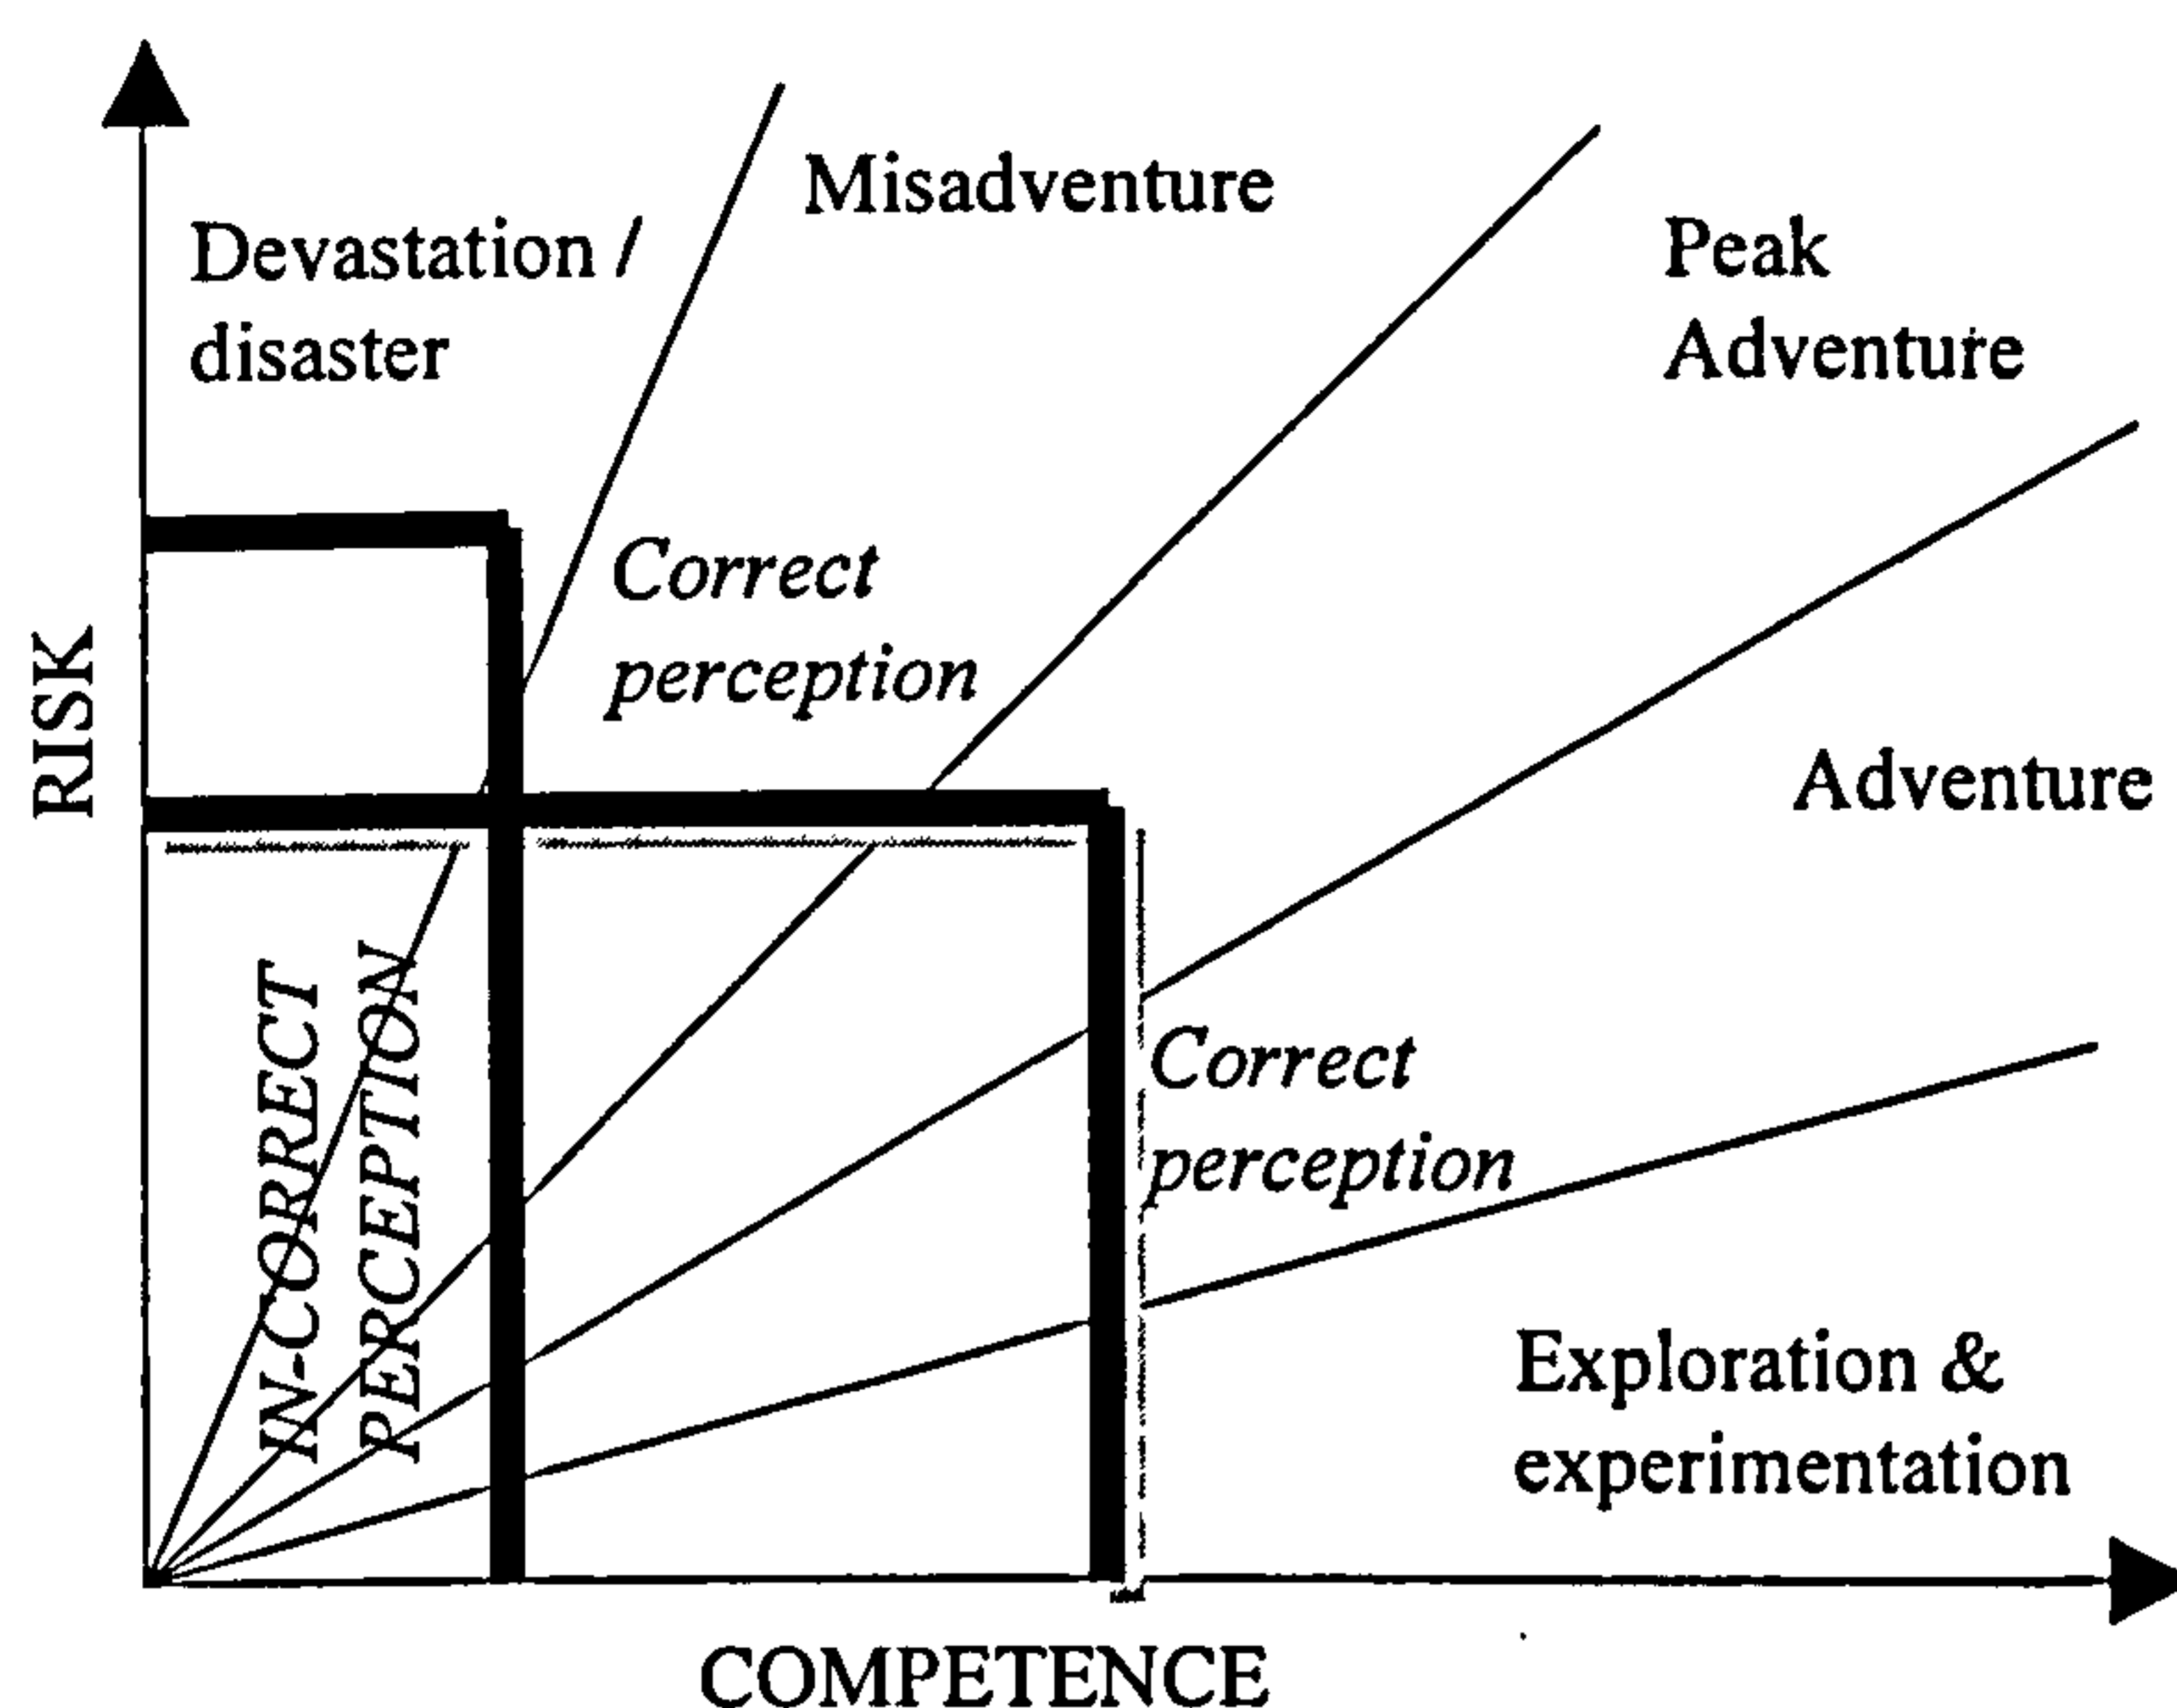 Misadventure
Devastation /
disaster
Peak
Adventure
Correct
perception
RISK
Adventure
IN-CORRECT
PERCEPTION
Correct
perception
Exploration &
experimentation
COMPETENCE